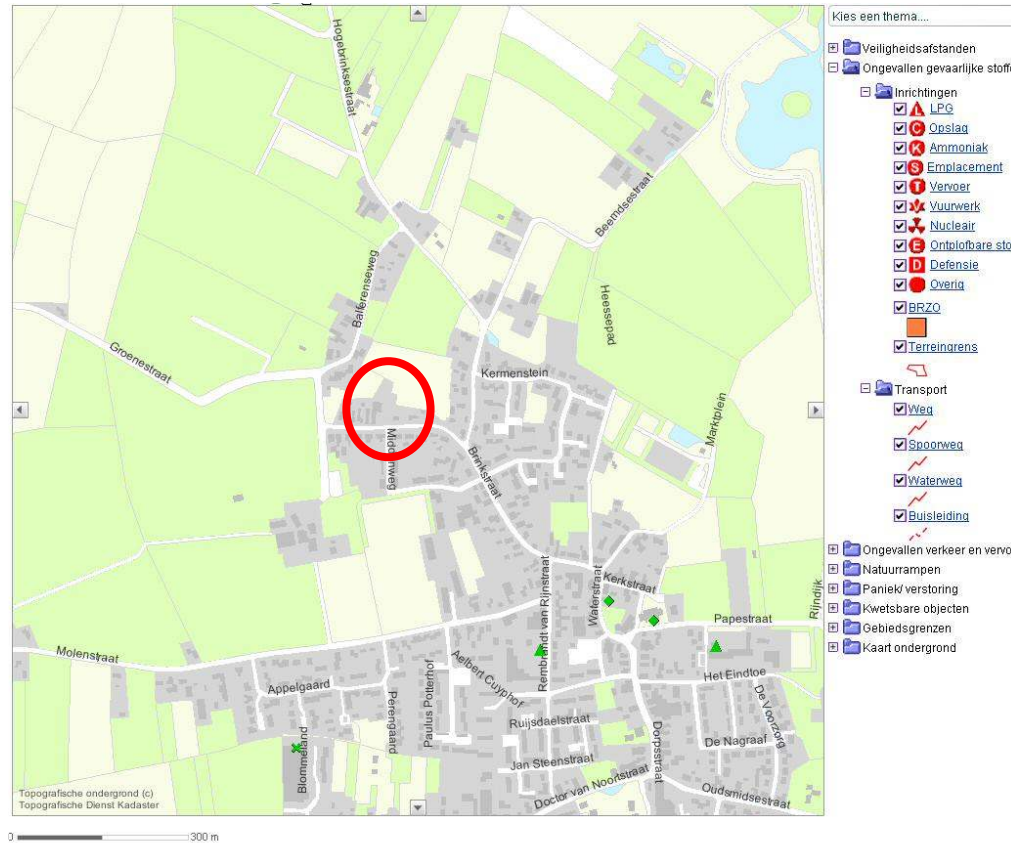 Hogebrinksestraat
Beemdsestraat
Balferenseweg
Heessepad
Groenestraat
Kermenstein
Marktplein
Middenweg
Brinkstraat
Kerkstraat
Waterstraat
Rembrandt van Rijnstraat
Papestraat
Rijndijk
Molenstraat
Aelbert Cuyphof
Het Eindtoe
Appelgaard
Perengaard
Paulus Potterhof
De Voorzorg
Ruijsdaelstraat
De Nagraaf
Dorpsstraat
Blommeland
Jan Steenstraat
Doctor van Noortstraat
Oudsmidsestraat
Topografische ondergrond (c)
Topografische Dienst Kadaster
0 300 m
Kies een thema....
Veiligheidsafstanden
Ongevallen gevaarlijke stoffe
Inrichtingen
L LPG
C Opslag
K Ammoniak
S Emplacement
T Vervoer
Vuurwerk
Nucleair
E Ontplofbare sto
D Defensie
Overig
BRZO
Terreingrens
Transport
Weg
Spoorweg
Waterweg
Buisleiding
Ongevallen verkeer en vervo
Natuurrampen
Paniek/ verstoring
Kwetsbare objecten
Gebiedsgrenzen
Kaart ondergrond